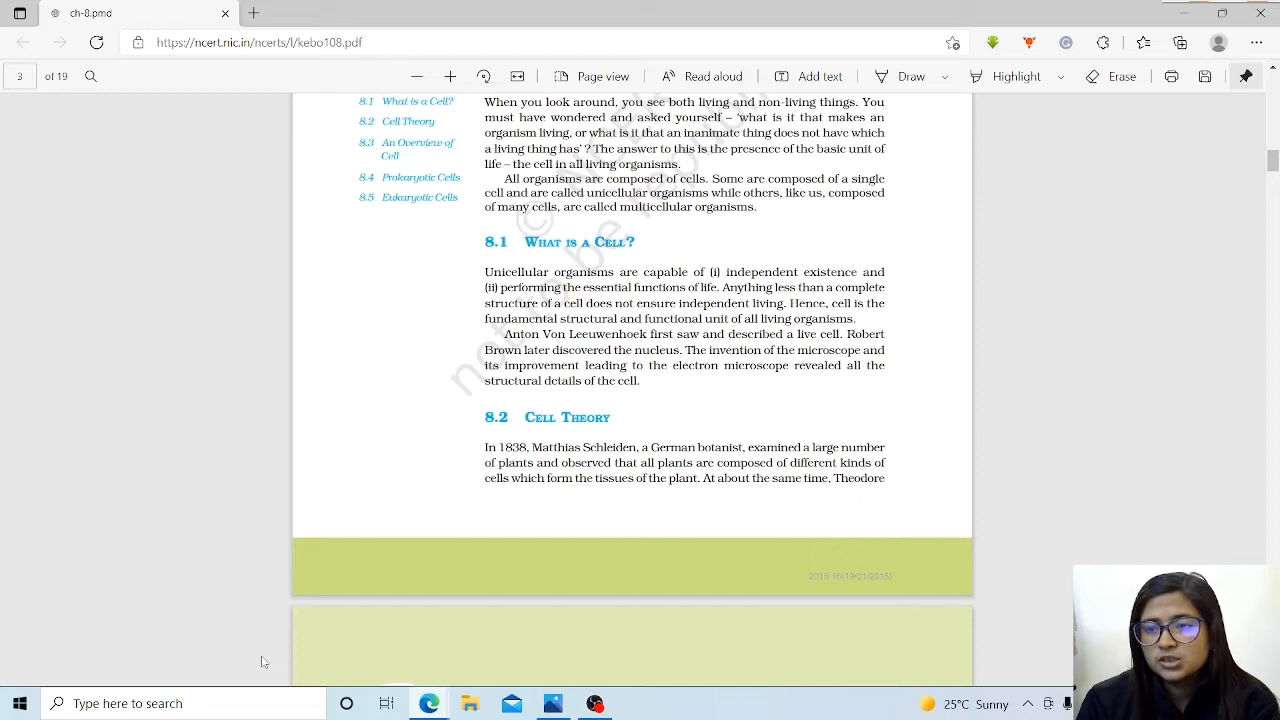 ch-8.pmd
https://ncert.nic.in/ncerts/l/kebo108.pdf
3 of 19
Page view
Read aloud
Add text
Draw
Highlight
Erase
8.1 What is a Cell?
8.2 Cell Theory
8.3 An Overview of
Cell
8.4 Prokaryotic Cells
8.5 Eukaryotic Cells
When you look around, you see both living and non-living things. You
must have wondered and asked yourself – 'what is it that makes an
organism living, or what is it that an inanimate thing does not have which
a living thing has' ? The answer to this is the presence of the basic unit of
life – the cell in all living organisms.
All organisms are composed of cells. Some are composed of a single
cell and are called unicellular organisms while others, like us, composed
of many cells, are called multicellular organisms.
8.1 WHAT IS A CELL?
Unicellular organisms are capable of (i) independent existence and
(ii) performing the essential functions of life. Anything less than a complete
structure of a cell does not ensure independent living. Hence, cell is the
fundamental structural and functional unit of all living organisms.
Anton Von Leeuwenhoek first saw and described a live cell. Robert
Brown later discovered the nucleus. The invention of the microscope and
its improvement leading to the electron microscope revealed all the
structural details of the cell.
8.2 CELL THEORY
In 1838, Matthias Schleiden, a German botanist, examined a large number
of plants and observed that all plants are composed of different kinds of
cells which form the tissues of the plant. At about the same time, Theodore
not to be
2015-16(19/01/2015)
Type here to search
25°C Sunny